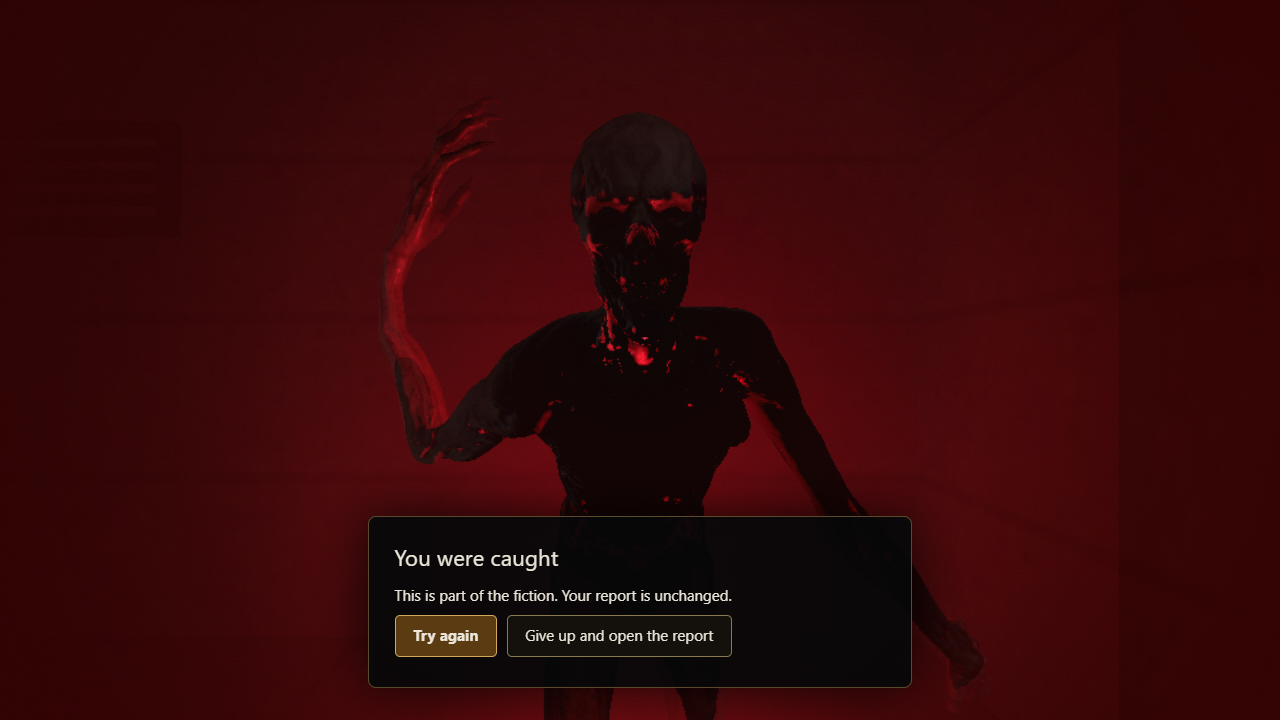 You were caught
This is part of the fiction. Your report is unchanged.
Try again
Give up and open the report